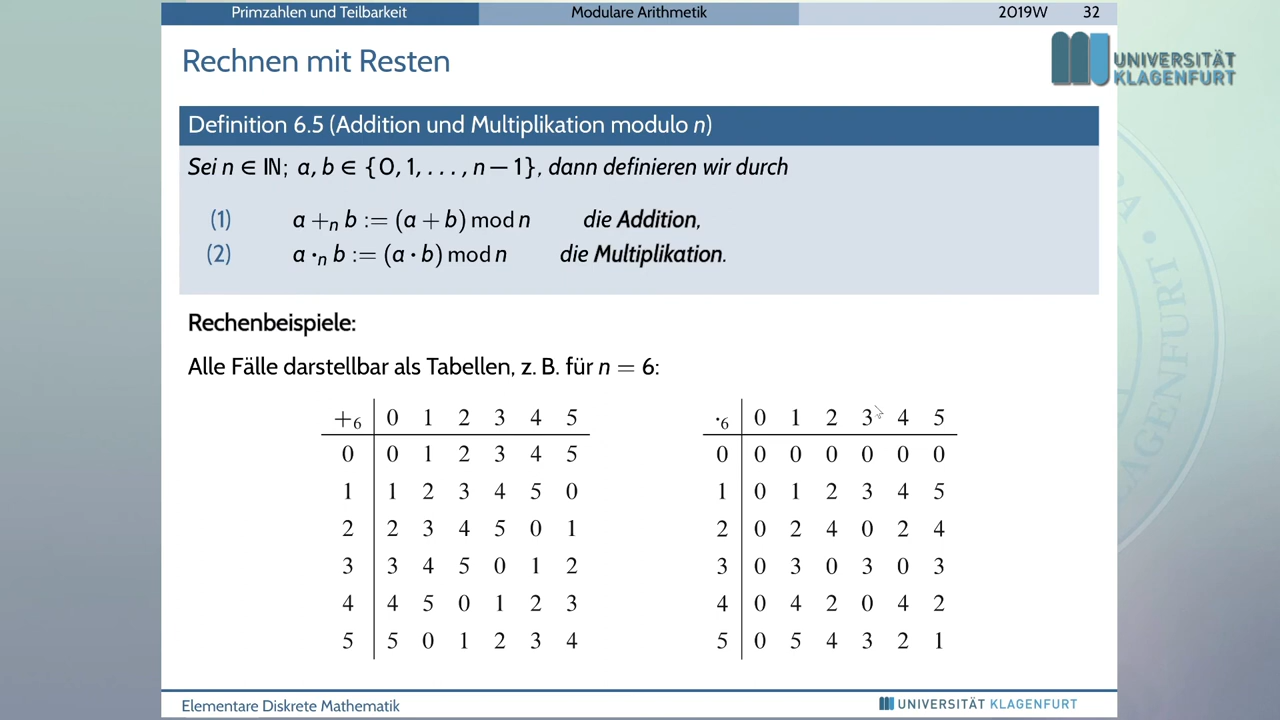 Primzahlen und Teilbarkeit Modulare Arithmetik 2019W 32
Rechnen mit Resten
UNIVERSITÄT
KLAGENFURT
Definition 6.5 (Addition und Multiplikation modulo n)
Sei n ∈ ℕ; a, b ∈ {0, 1, . . . , n − 1}, dann definieren wir durch
(1) a +ₙ b := (a + b) mod n die Addition,
(2) a ·ₙ b := (a · b) mod n die Multiplikation.
Rechenbeispiele:
Alle Fälle darstellbar als Tabellen, z. B. für n = 6:
+₆ 0 1 2 3 4 5
0 0 1 2 3 4 5
1 1 2 3 4 5 0
2 2 3 4 5 0 1
3 3 4 5 0 1 2
4 4 5 0 1 2 3
5 5 0 1 2 3 4
·₆ 0 1 2 3 4 5
0 0 0 0 0 0 0
1 0 1 2 3 4 5
2 0 2 4 0 2 4
3 0 3 0 3 0 3
4 0 4 2 0 4 2
5 0 5 4 3 2 1
Elementare Diskrete Mathematik
UNIVERSITÄT KLAGENFURT
KLAGENFURT